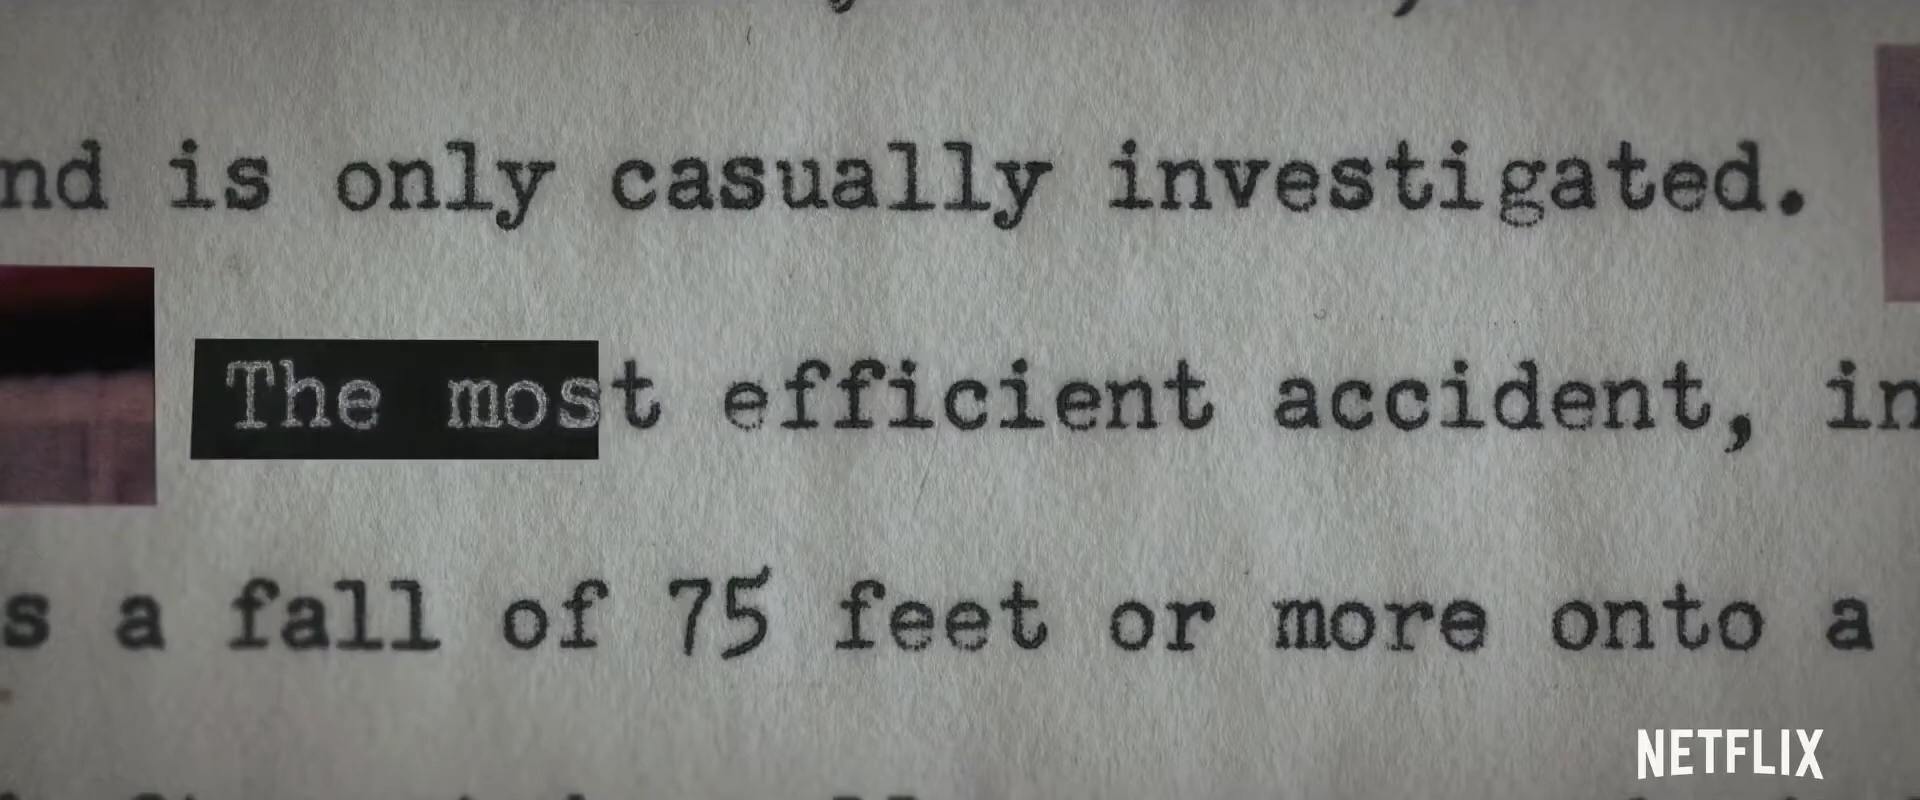 nd is only casually investigated.
The most efficient accident, in
s a fall of 75 feet or more onto a
NETFLIX